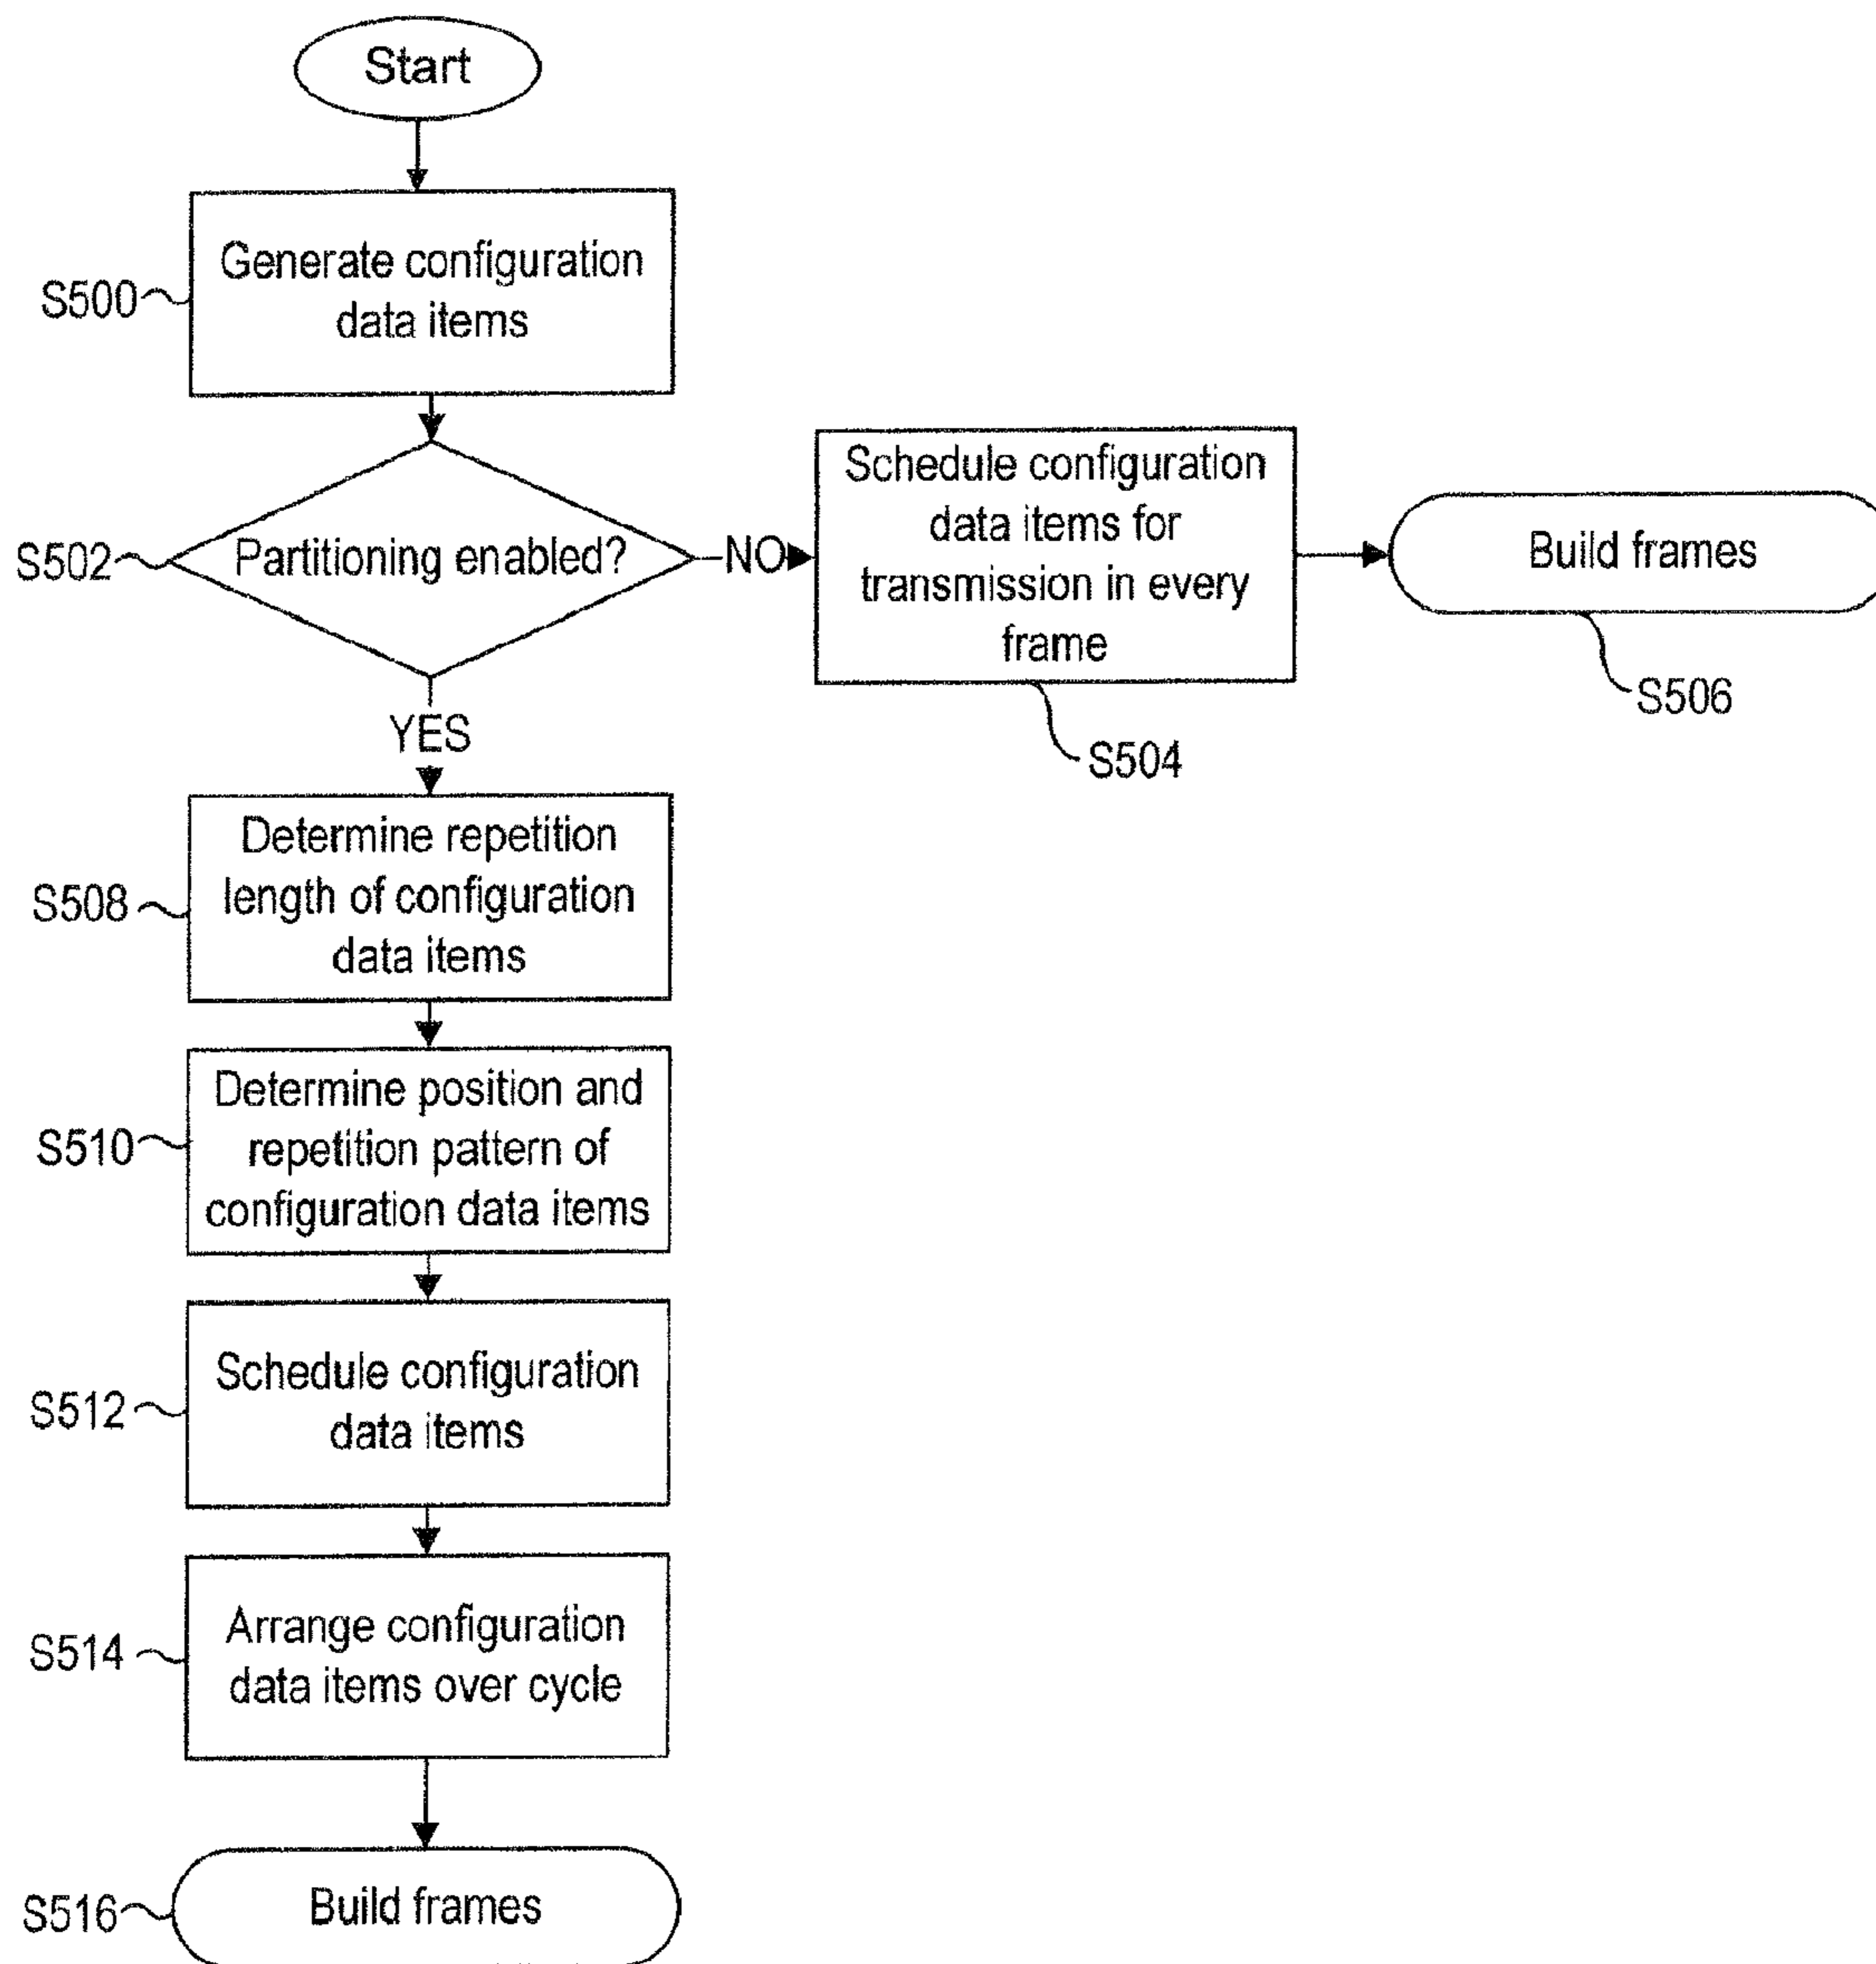 Start
S500
Generate configuration
data items
S502
Partitioning enabled?
NO
Schedule configuration
data items for
transmission in every
frame
S504
Build frames
S506
YES
S508
Determine repetition
length of configuration
data items
S510
Determine position and
repetition pattern of
configuration data items
S512
Schedule configuration
data items
S514
Arrange configuration
data items over cycle
S516
Build frames